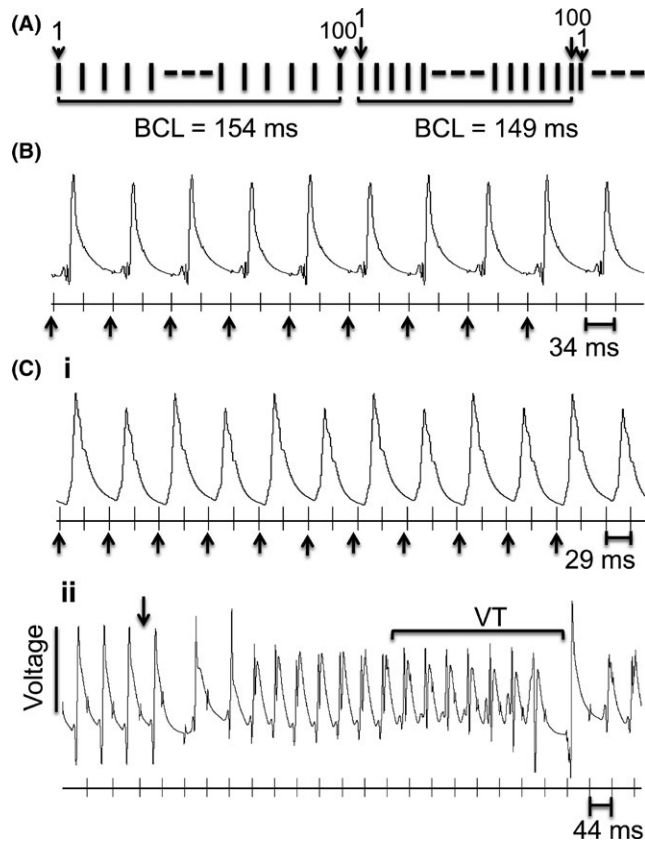 (A)
1 100 1 100 1
BCL = 154 ms BCL = 149 ms
(B)
34 ms
(C) i
29 ms
ii
VT
Voltage
44 ms